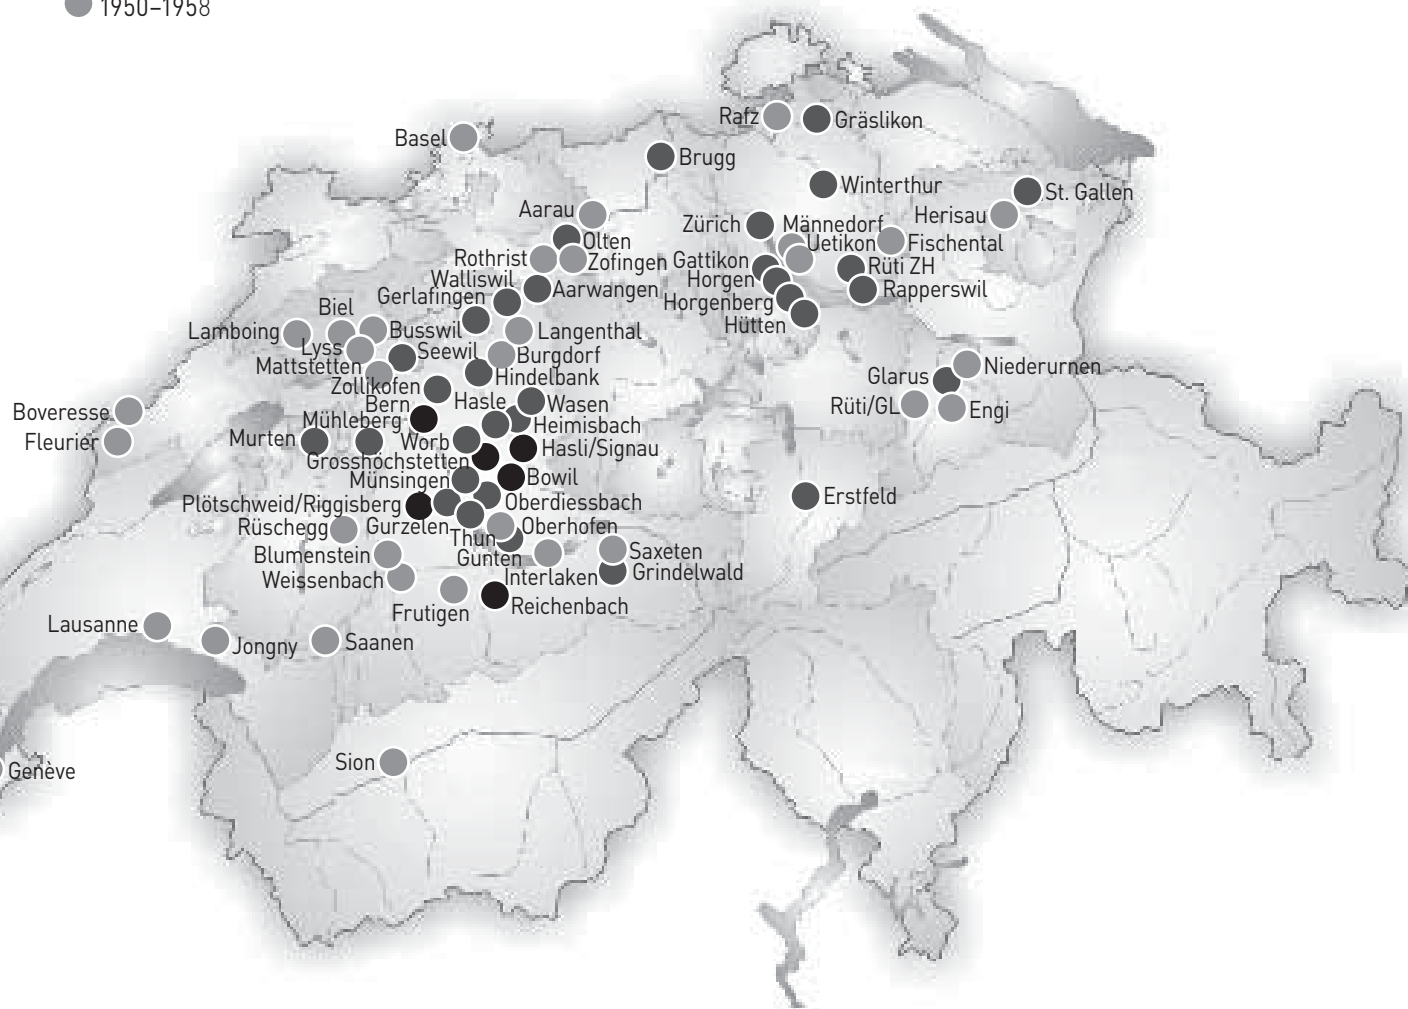 1950–1958
Rafz
Gräslikon
Basel
Brugg
Winterthur
St. Gallen
Aarau
Herisau
Zürich
Männedorf
Olten
Uetikon
Fischental
Rothrist
Zofingen
Gattikon
Rüti ZH
Walliswil
Horgen
Gerlafingen
Aarwangen
Rapperswil
Horgenberg
Biel
Hütten
Lamboing
Busswil
Langenthal
Lyss
Seewil
Burgdorf
Mattstetten
Niederurnen
Hindelbank
Glarus
Zollikofen
Bern
Hasle
Wasen
Rüti/GL
Engi
Boveresse
Mühleberg
Heimisbach
Fleurier
Murten
Worb
Hasli/Signau
Grosshöchstetten
Münsingen
Bowil
Erstfeld
Plötschweid/Riggisberg
Oberdiessbach
Rüschegg
Gurzelen
Oberhofen
Thun
Blumenstein
Gunten
Saxeten
Weissenbach
Interlaken
Grindelwald
Frutigen
Reichenbach
Lausanne
Jongny
Saanen
Sion
Genève